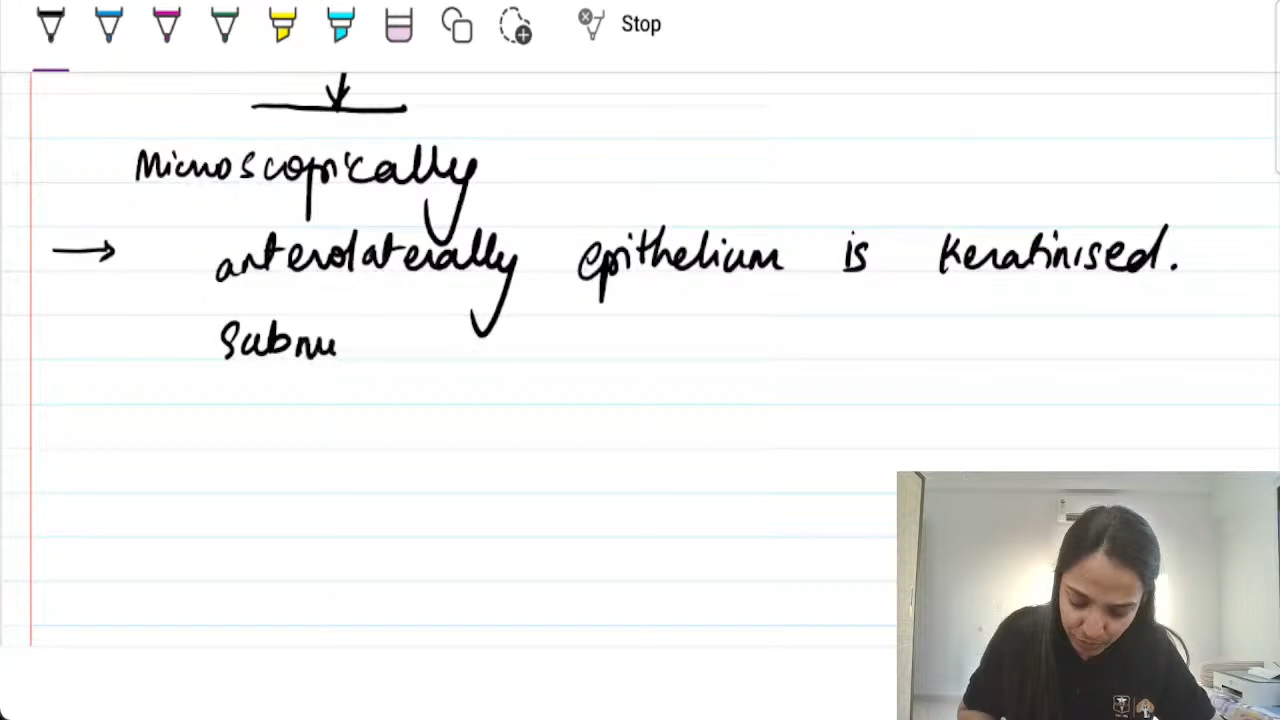 Stop
Microscopically
→ anterolaterally epithelium is keratinised.
Submu